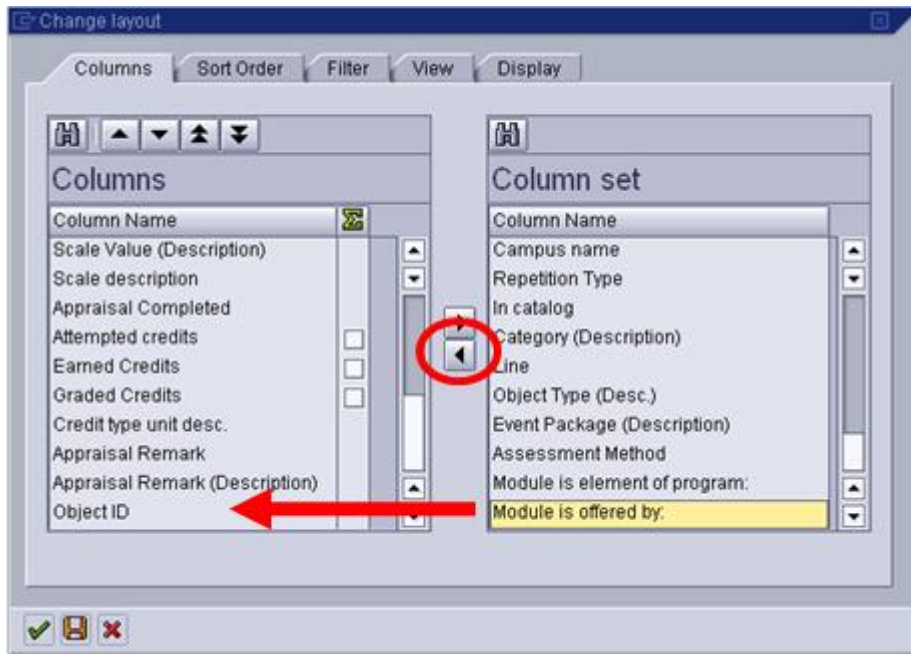 Change layout
Columns Sort Order Filter View Display
Columns
Column Name
Scale Value (Description)
Scale description
Appraisal Completed
Attempted credits
Earned Credits
Graded Credits
Credit type unit desc.
Appraisal Remark
Appraisal Remark (Description)
Object ID
Column set
Column Name
Campus name
Repetition Type
In catalog
Category (Description)
Line
Object Type (Desc.)
Event Package (Description)
Assessment Method
Module is element of program:
Module is offered by: